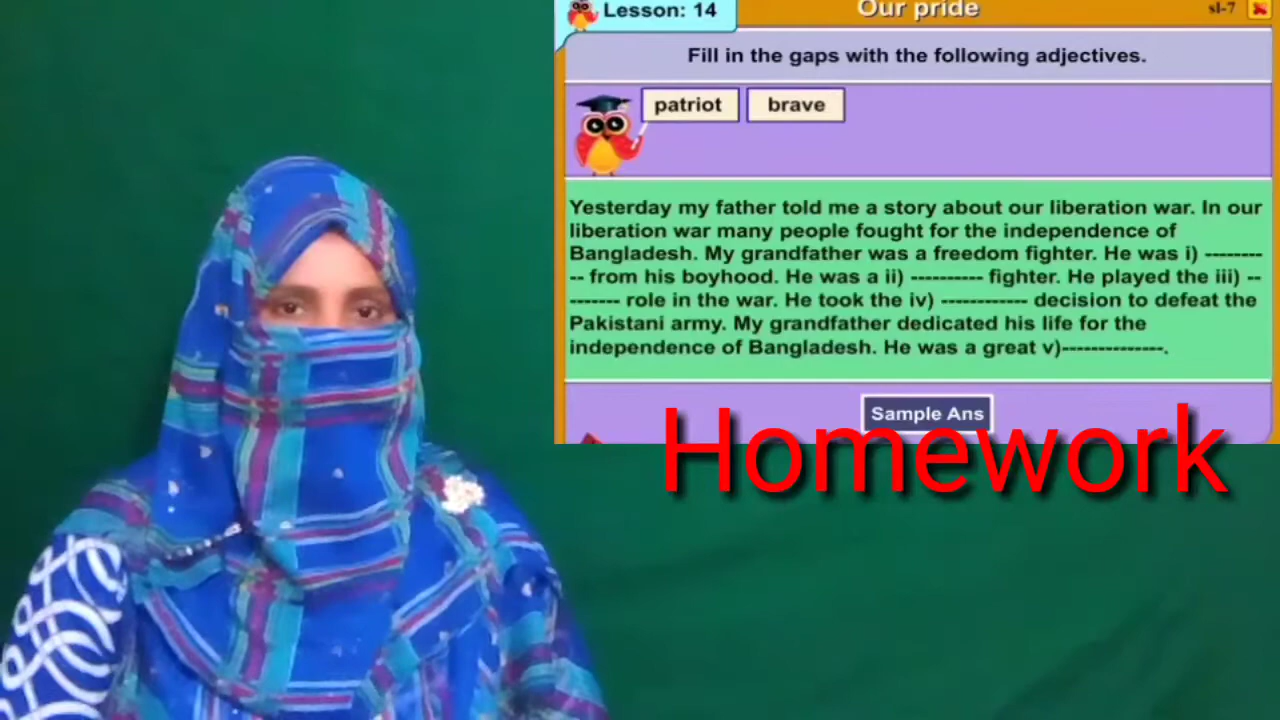 Lesson: 14
Our pride
sl-7
Fill in the gaps with the following adjectives.
patriot
brave
Yesterday my father told me a story about our liberation war. In our
liberation war many people fought for the independence of
Bangladesh. My grandfather was a freedom fighter. He was i) --------
-- from his boyhood. He was a ii) ---------- fighter. He played the iii) --
-------- role in the war. He took the iv) ------------ decision to defeat the
Pakistani army. My grandfather dedicated his life for the
independence of Bangladesh. He was a great v)--------------.
Sample Ans
Homework